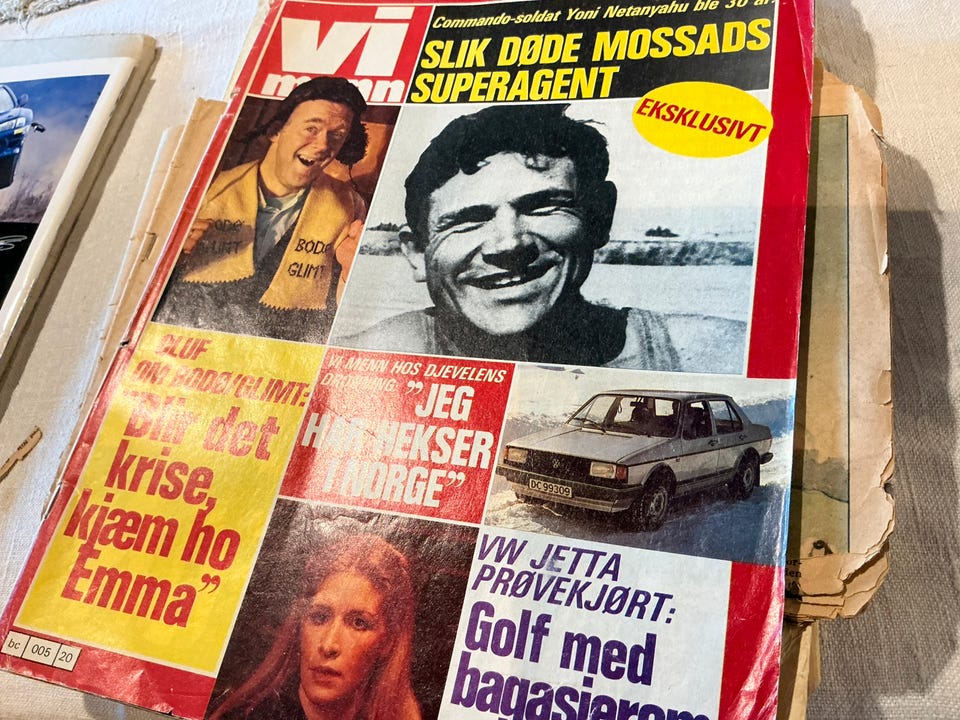 Commando-soldat Yoni Netanyahu ble 30 år.
vi
menn
SLIK DØDE MOSSADS
SUPERAGENT
EKSKLUSIVT
BODØ
GLIMT
BODØ
GLIMT
OLUF
OM BODØ/GLIMT:
"Blir det
krise,
kjæm ho
Emma"
VI MENN HOS DJEVELENS
DRONNING:
"JEG
HAR HEKSER
I NORGE"
DC 99309
VW JETTA
PRØVEKJØRT:
Golf med
bagasjerom
bc 005 20